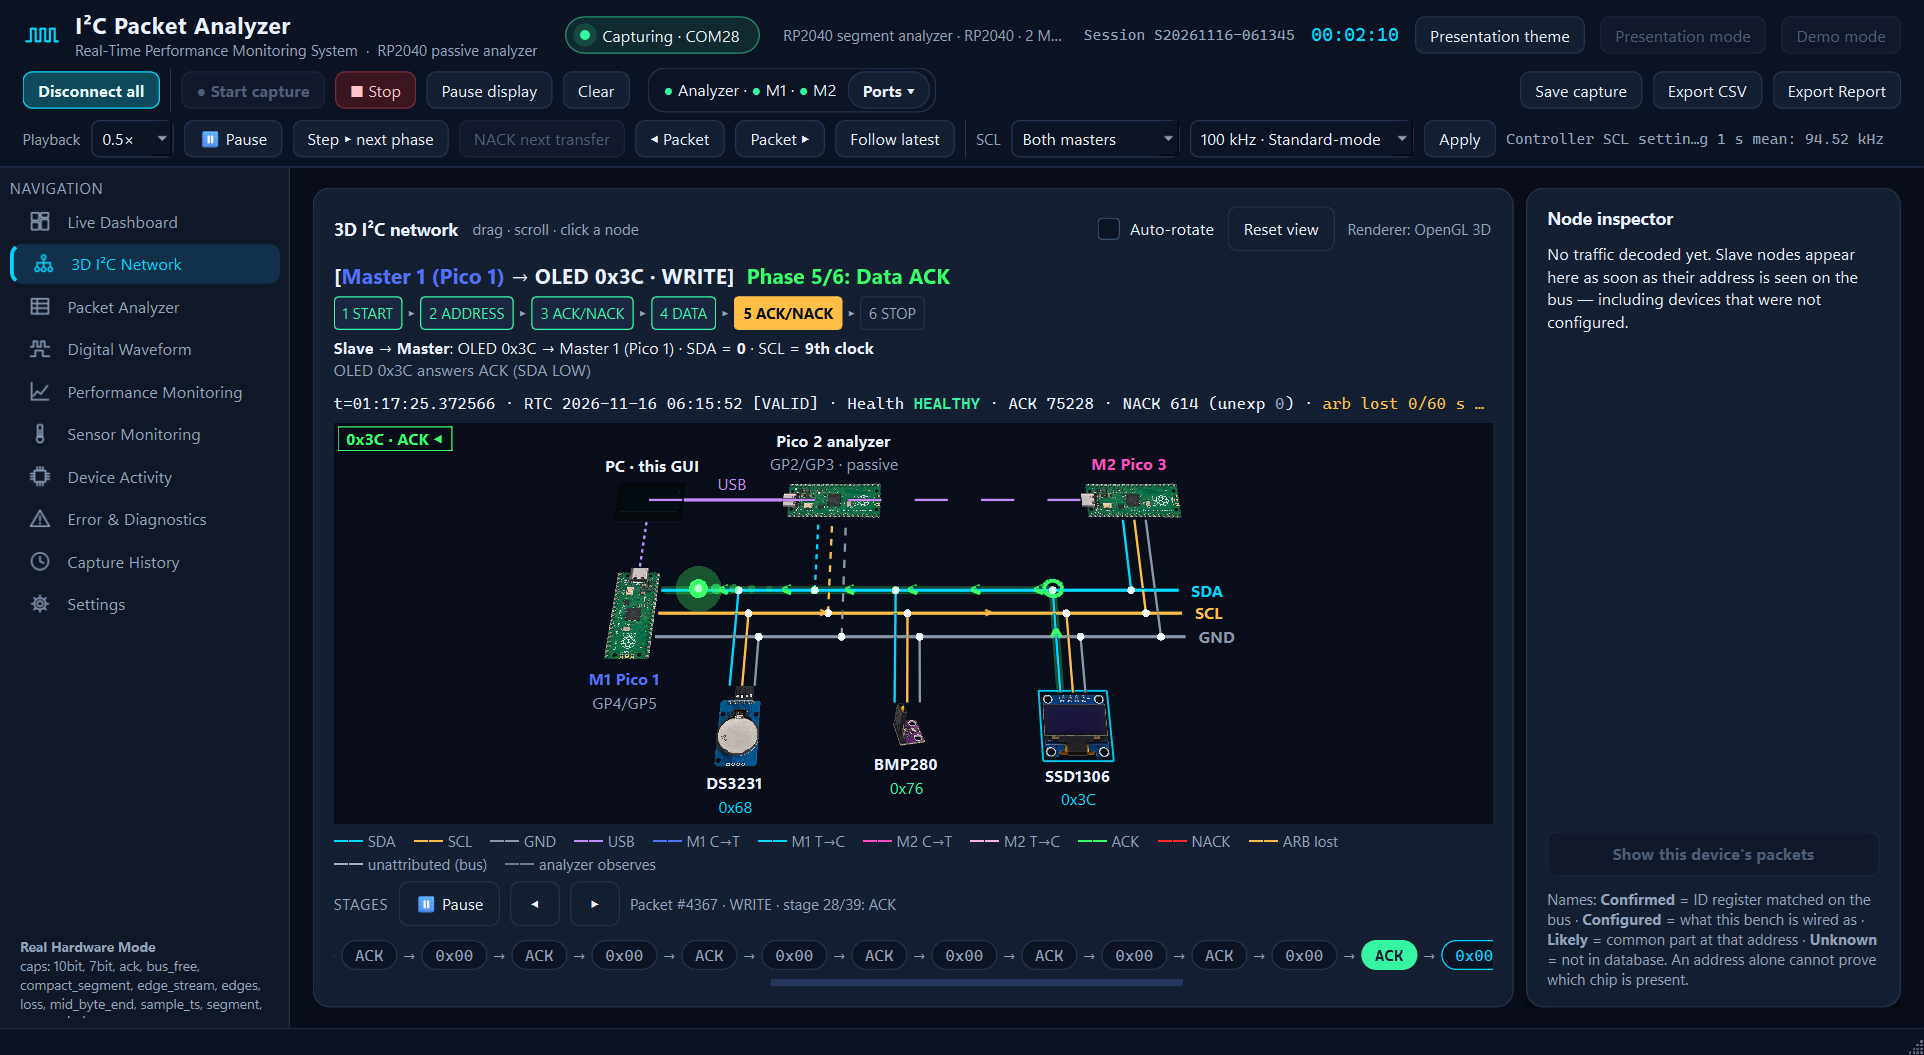 I²C Packet Analyzer
Real-Time Performance Monitoring System · RP2040 passive analyzer
Capturing · COM28
RP2040 segment analyzer · RP2040 · 2 M…
Session S20261116-061345
00:02:10
Presentation theme
Presentation mode
Demo mode
Disconnect all
● Start capture
Stop
Pause display
Clear
● Analyzer · ● M1 · ● M2
Ports ▾
Save capture
Export CSV
Export Report
Playback
0.5×
Pause
Step ▸ next phase
NACK next transfer
◂ Packet
Packet ▸
Follow latest
SCL
Both masters
100 kHz · Standard-mode
Apply
Controller SCL settin…g 1 s mean: 94.52 kHz
NAVIGATION
Live Dashboard
3D I²C Network
Packet Analyzer
Digital Waveform
Performance Monitoring
Sensor Monitoring
Device Activity
Error & Diagnostics
Capture History
Settings
Real Hardware Mode
caps: 10bit, 7bit, ack, bus_free,
compact_segment, edge_stream, edges,
loss, mid_byte_end, sample_ts, segment,
3D I²C network
drag · scroll · click a node
Auto-rotate
Reset view
Renderer: OpenGL 3D
[Master 1 (Pico 1) → OLED 0x3C · WRITE] Phase 5/6: Data ACK
1 START ▸ 2 ADDRESS ▸ 3 ACK/NACK ▸ 4 DATA ▸ 5 ACK/NACK ▸ 6 STOP
Slave → Master: OLED 0x3C → Master 1 (Pico 1) · SDA = 0 · SCL = 9th clock
OLED 0x3C answers ACK (SDA LOW)
t=01:17:25.372566 · RTC 2026-11-16 06:15:52 [VALID] · Health HEALTHY · ACK 75228 · NACK 614 (unexp 0) · arb lost 0/60 s …
0x3C · ACK ◂
PC · this GUI
USB
Pico 2 analyzer
GP2/GP3 · passive
M2 Pico 3
SDA
SCL
GND
M1 Pico 1
GP4/GP5
DS3231
0x68
BMP280
0x76
SSD1306
0x3C
SDA SCL GND USB M1 C→T M1 T→C M2 C→T M2 T→C ACK NACK ARB lost
unattributed (bus) analyzer observes
STAGES
Pause
◂
▸
Packet #4367 · WRITE · stage 28/39: ACK
ACK → 0x00 → ACK → 0x00 → ACK → 0x00 → ACK → 0x00 → ACK → 0x00 → ACK → 0x00 → ACK → 0x00
Node inspector
No traffic decoded yet. Slave nodes appear
here as soon as their address is seen on the
bus — including devices that were not
configured.
Show this device's packets
Names: Confirmed = ID register matched on the
bus · Configured = what this bench is wired as ·
Likely = common part at that address · Unknown
= not in database. An address alone cannot prove
which chip is present.